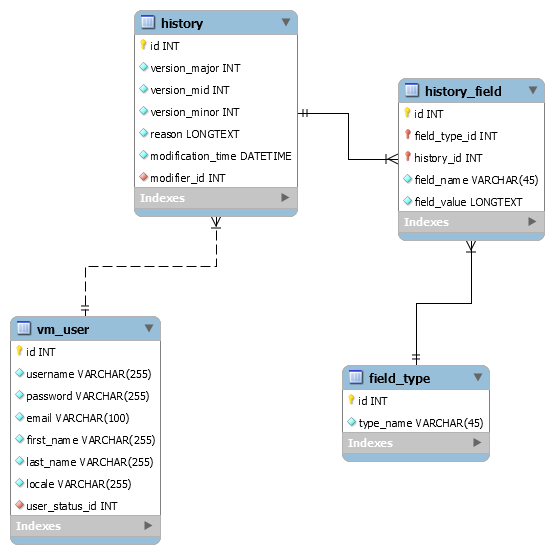 history
id INT
version_major INT
version_mid INT
version_minor INT
reason LONGTEXT
modification_time DATETIME
modifier_id INT
Indexes
history_field
id INT
field_type_id INT
history_id INT
field_name VARCHAR(45)
field_value LONGTEXT
Indexes
vm_user
id INT
username VARCHAR(255)
password VARCHAR(255)
email VARCHAR(100)
first_name VARCHAR(255)
last_name VARCHAR(255)
locale VARCHAR(255)
user_status_id INT
Indexes
field_type
id INT
type_name VARCHAR(45)
Indexes